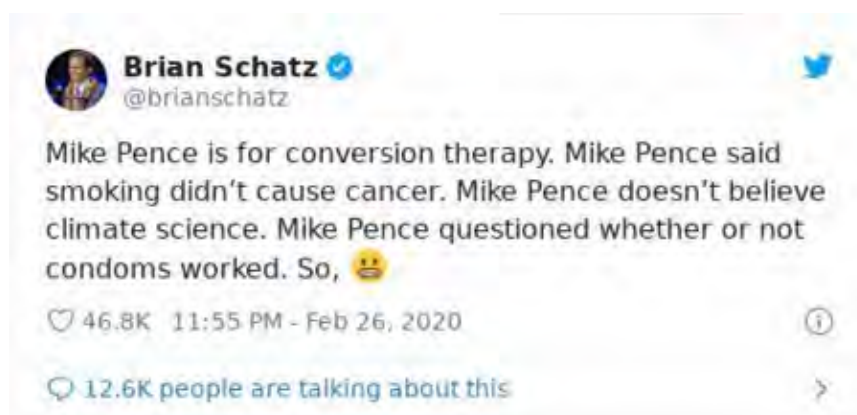 Brian Schatz
@brianschatz
Mike Pence is for conversion therapy. Mike Pence said
smoking didn’t cause cancer. Mike Pence doesn’t believe
climate science. Mike Pence questioned whether or not
condoms worked. So, 😬
46.8K 11:55 PM - Feb 26, 2020
12.6K people are talking about this